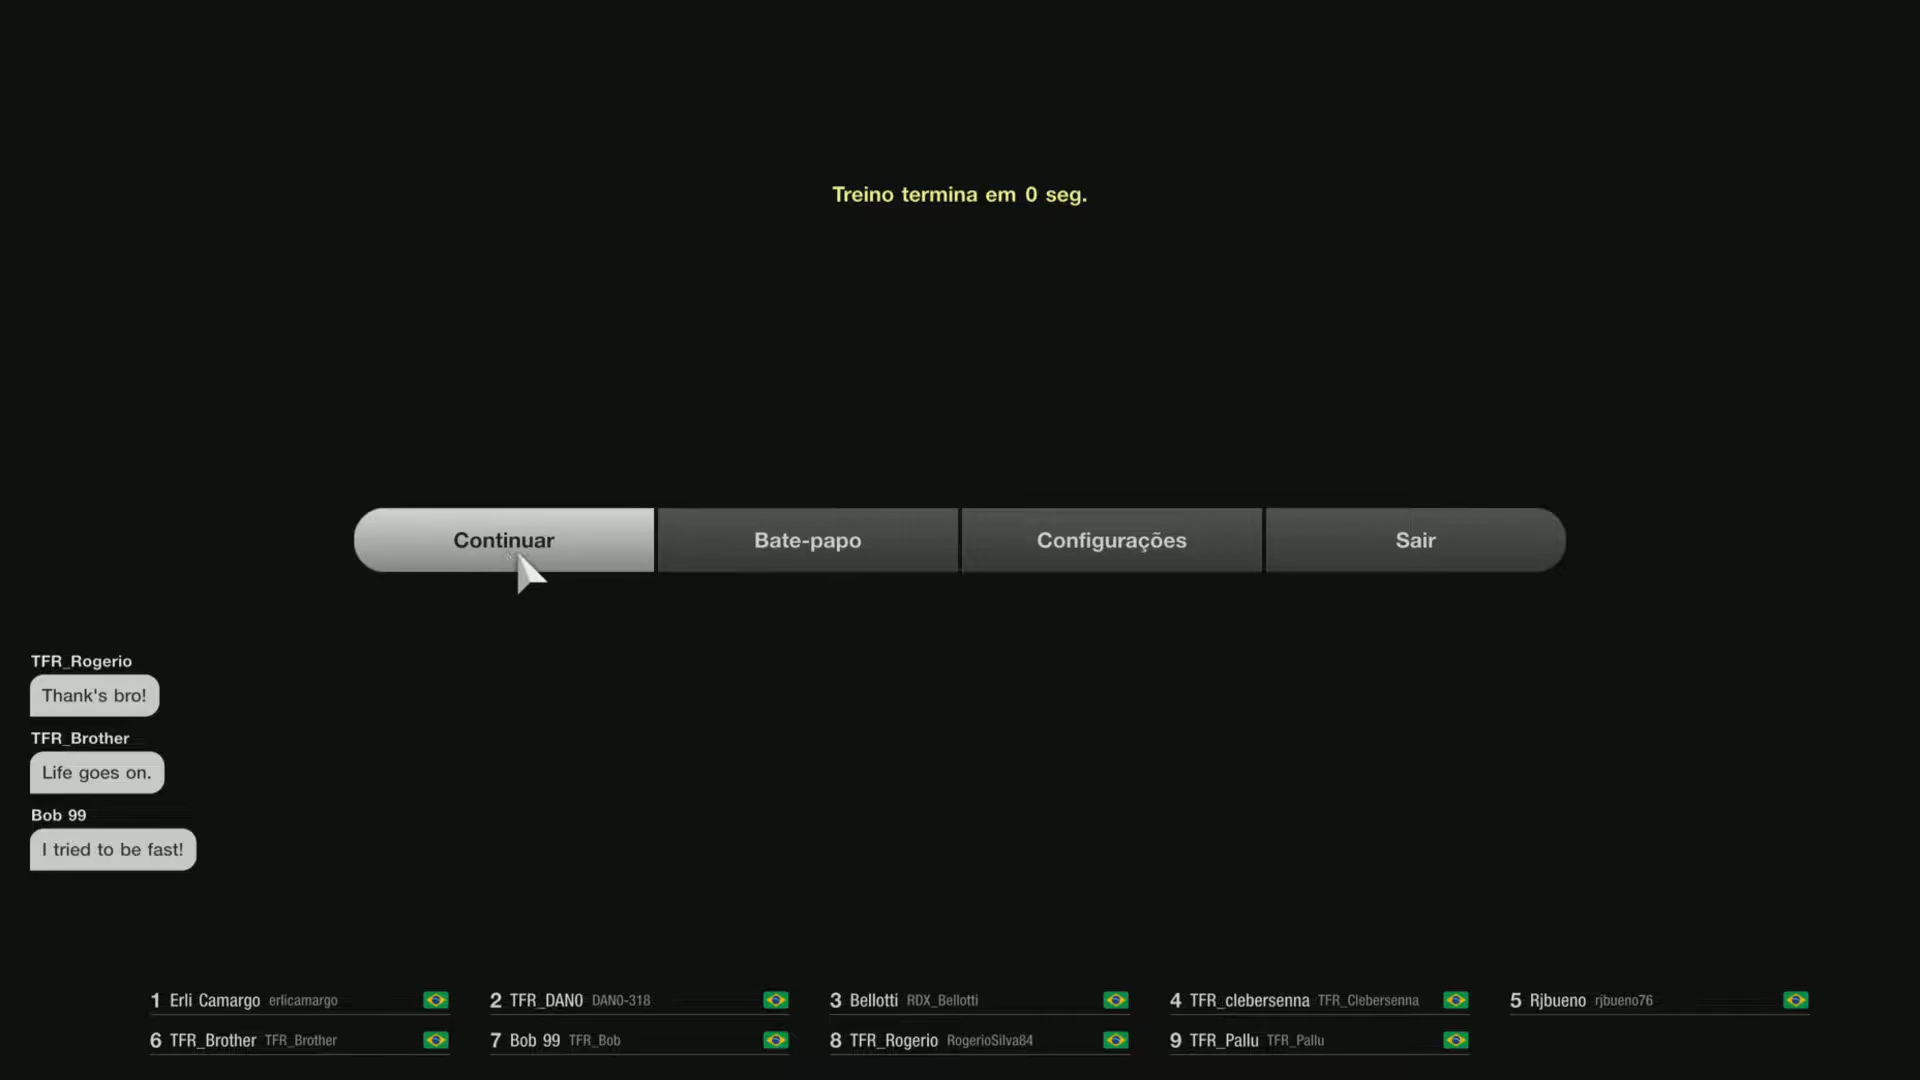 Treino termina em 0 seg.
Continuar
Bate-papo
Configurações
Sair
TFR_Rogerio
Thank's bro!
TFR_Brother
Life goes on.
Bob 99
I tried to be fast!
1 Erli Camargo erlicamargo
2 TFR_DAN0 DAN0-318
3 Bellotti RDX_Bellotti
4 TFR_clebersenna TFR_Clebersenna
5 Rjbueno rjbueno76
6 TFR_Brother TFR_Brother
7 Bob 99 TFR_Bob
8 TFR_Rogerio RogerioSilva84
9 TFR_Pallu TFR_Pallu